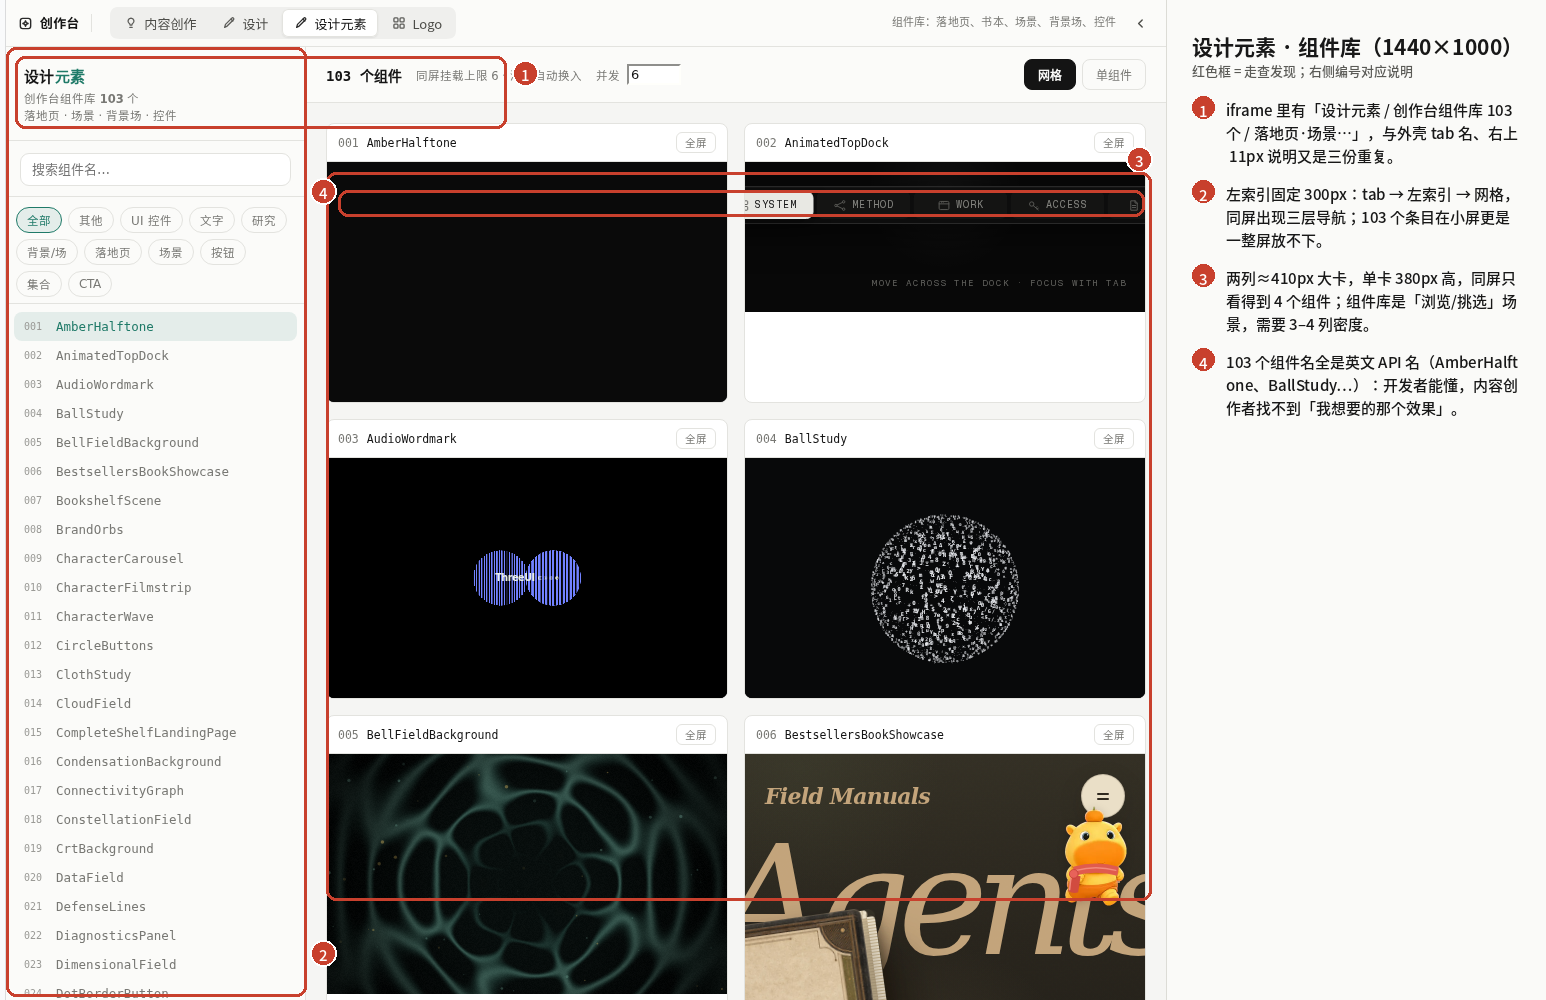 创作台
内容创作
设计
设计元素
Logo
组件库：落地页、书本、场景、背景场、控件
设计元素
创作台组件库 103 个
落地页 · 场景 · 背景场 · 控件
搜索组件名…
全部
其他
UI 控件
文字
研究
背景/场
落地页
场景
按钮
集合
CTA
001 AmberHalftone
002 AnimatedTopDock
003 AudioWordmark
004 BallStudy
005 BellFieldBackground
006 BestsellersBookShowcase
007 BookshelfScene
008 BrandOrbs
009 CharacterCarousel
010 CharacterFilmstrip
011 CharacterWave
012 CircleButtons
013 ClothStudy
014 CloudField
015 CompleteShelfLandingPage
016 CondensationBackground
017 ConnectivityGraph
018 ConstellationField
019 CrtBackground
020 DataField
021 DefenseLines
022 DiagnosticsPanel
023 DimensionalField
024 DotBorderButton
103 个组件
同屏挂载上限 6
1
自动换入
并发
6
网格
单组件
001 AmberHalftone
全屏
002 AnimatedTopDock
全屏
3
4
SYSTEM
METHOD
WORK
ACCESS
MOVE ACROSS THE DOCK · FOCUS WITH TAB
003 AudioWordmark
全屏
ThreeUI
004 BallStudy
全屏
005 BellFieldBackground
全屏
006 BestsellersBookShowcase
全屏
Field Manuals
=
Agents
2
设计元素 · 组件库（1440×1000）
红色框 = 走查发现；右侧编号对应说明
1 iframe 里有「设计元素 / 创作台组件库 103
个 / 落地页·场景…」，与外壳 tab 名、右上
11px 说明又是三份重复。
2 左索引固定 300px：tab → 左索引 → 网格，
同屏出现三层导航；103 个条目在小屏更是
一整屏放不下。
3 两列≈410px 大卡，单卡 380px 高，同屏只
看得到 4 个组件；组件库是「浏览/挑选」场
景，需要 3–4 列密度。
4 103 个组件名全是英文 API 名（AmberHalft
one、BallStudy…）：开发者能懂，内容创
作者找不到「我想要的那个效果」。